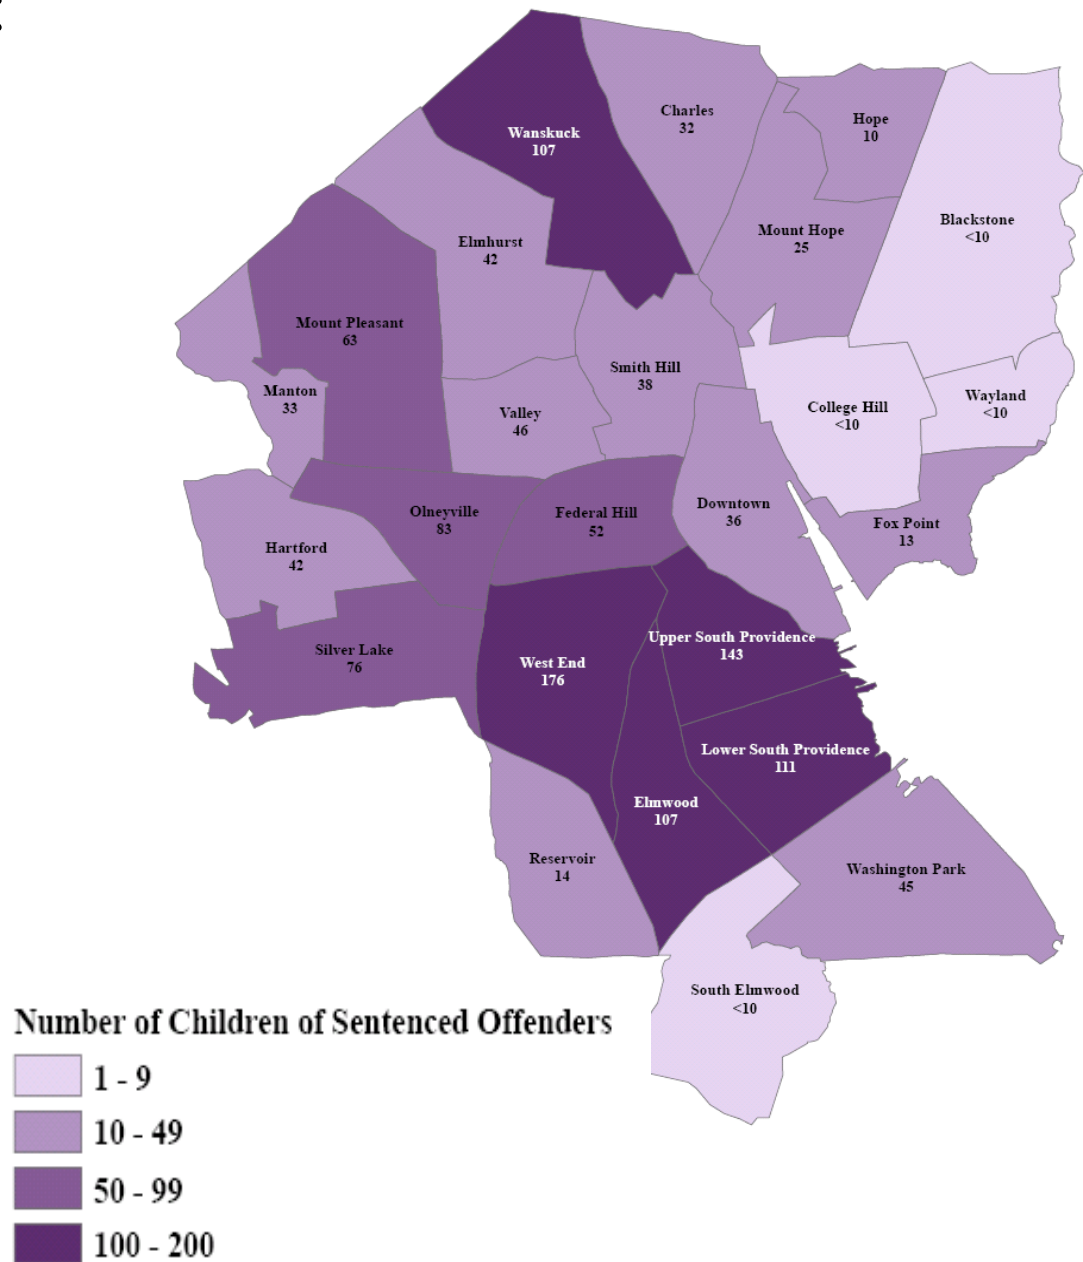 Wanskuck
107
Charles
32
Hope
10
Blackstone
<10
Mount Hope
25
Elmhurst
42
Mount Pleasant
63
Smith Hill
38
Manton
33
Valley
46
College Hill
<10
Wayland
<10
Olneyville
83
Federal Hill
52
Downtown
36
Fox Point
13
Hartford
42
Silver Lake
76
West End
176
Upper South Providence
143
Lower South Providence
111
Elmwood
107
Reservoir
14
Washington Park
45
South Elmwood
<10
Number of Children of Sentenced Offenders
1 - 9
10 - 49
50 - 99
100 - 200